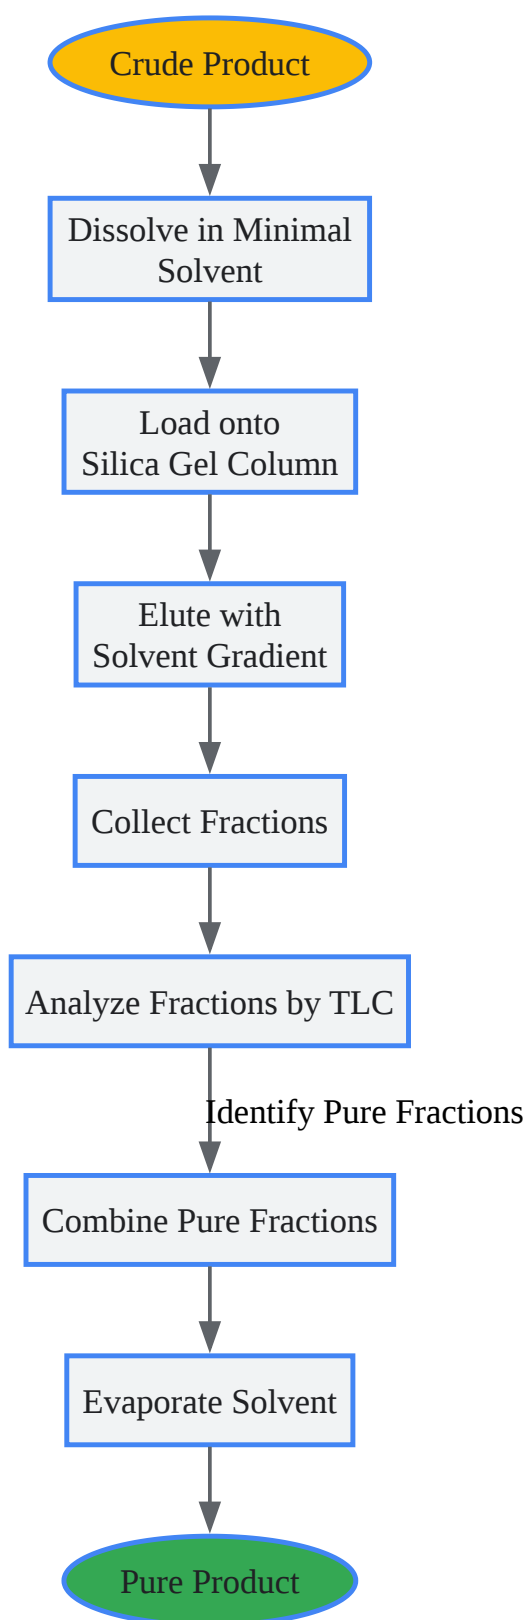 Crude Product
Dissolve in Minimal
Solvent
Load onto
Silica Gel Column
Elute with
Solvent Gradient
Collect Fractions
Analyze Fractions by TLC
Identify Pure Fractions
Combine Pure Fractions
Evaporate Solvent
Pure Product